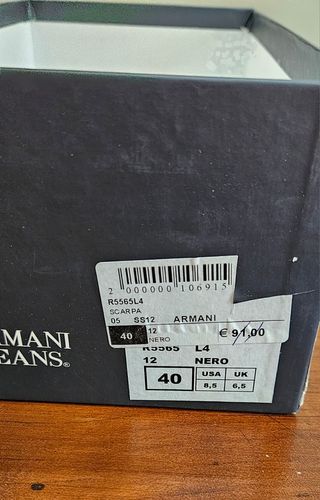 2 000000 106915
R5565L4
SCARPA
05 SS12 ARMANI
40 12 € 91,00
NERO
RMANI
EANS®
R5565 L4
12 NERO
40 USA UK
8,5 6,5